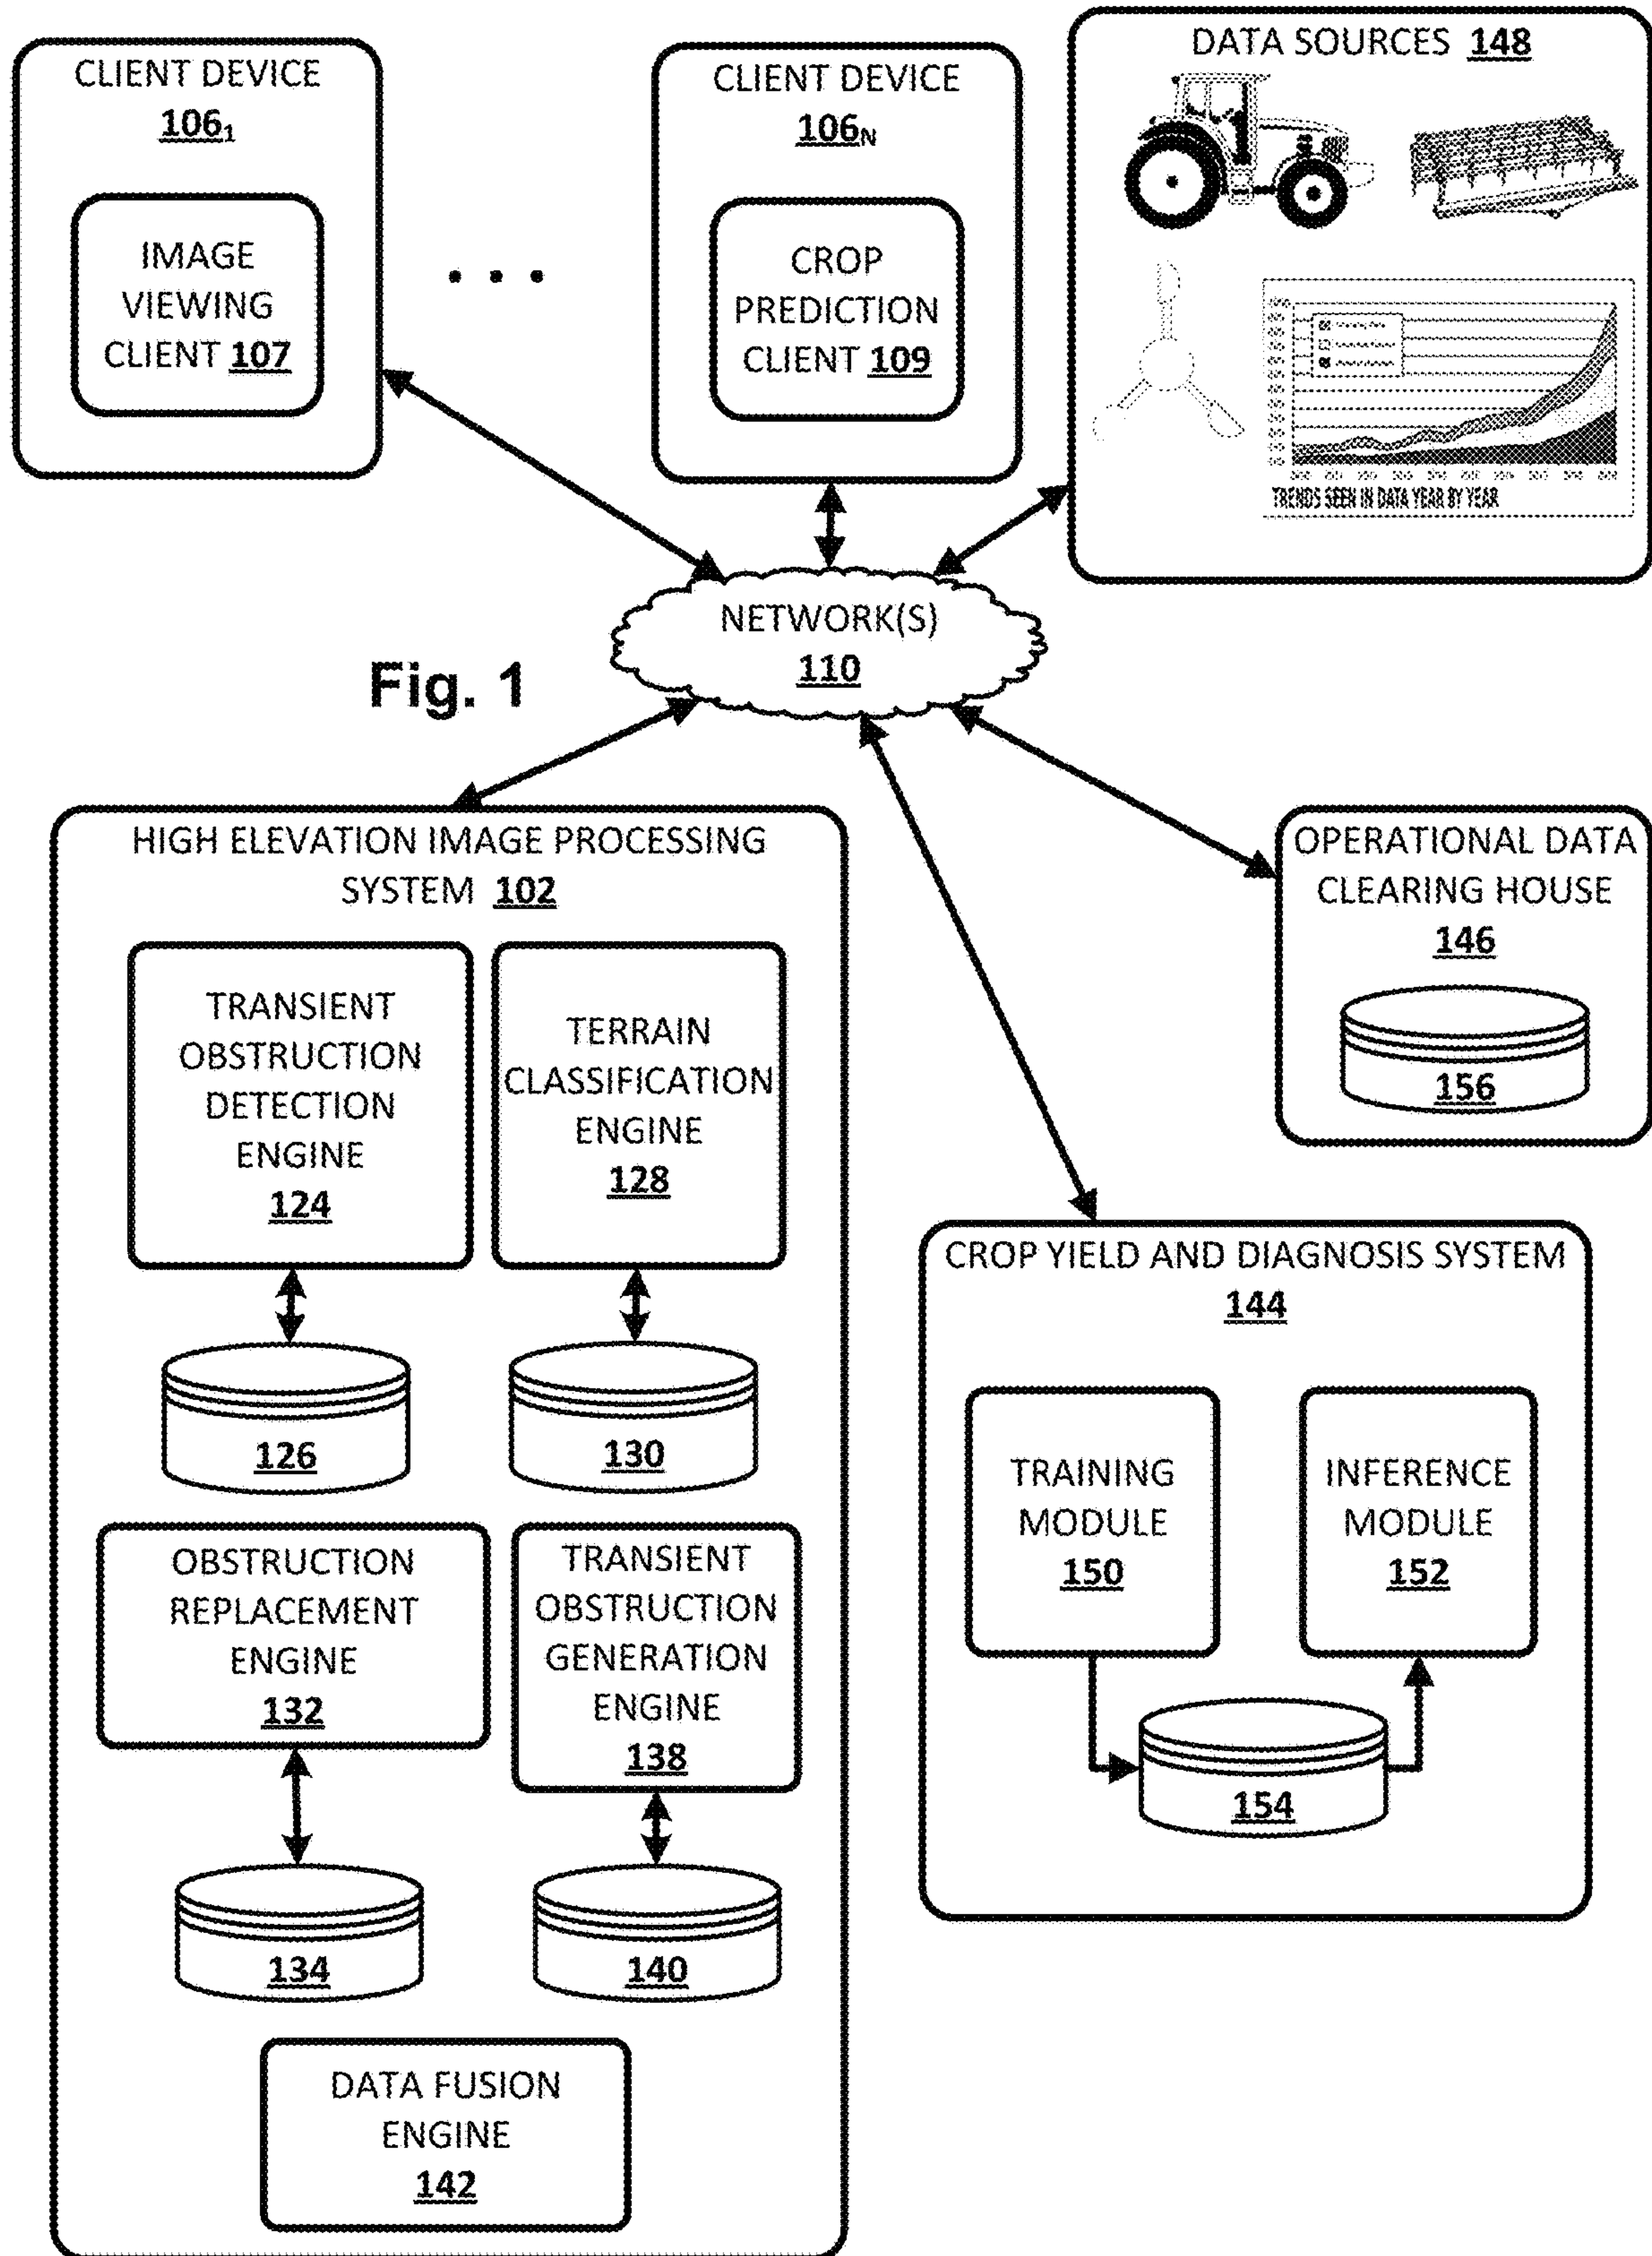 CLIENT DEVICE
106₁
IMAGE
VIEWING
CLIENT 107
. . .
CLIENT DEVICE
106N
CROP
PREDICTION
CLIENT 109
DATA SOURCES 148
TRENDS SEEN IN DATA YEAR BY YEAR
NETWORK(S)
110
Fig. 1
HIGH ELEVATION IMAGE PROCESSING
SYSTEM 102
TRANSIENT
OBSTRUCTION
DETECTION
ENGINE
124
TERRAIN
CLASSIFICATION
ENGINE
128
126
130
OBSTRUCTION
REPLACEMENT
ENGINE
132
TRANSIENT
OBSTRUCTION
GENERATION
ENGINE
138
134
140
DATA FUSION
ENGINE
142
OPERATIONAL DATA
CLEARING HOUSE
146
156
CROP YIELD AND DIAGNOSIS SYSTEM
144
TRAINING
MODULE
150
INFERENCE
MODULE
152
154